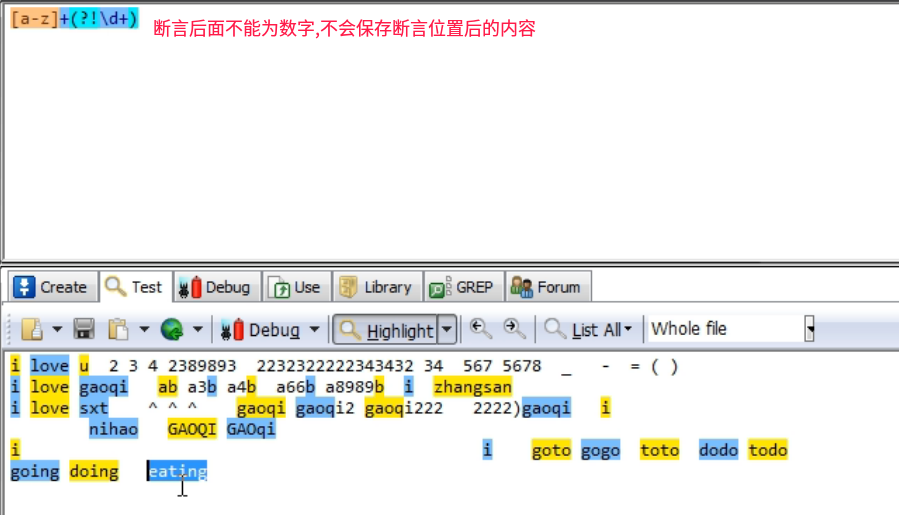 [a-z]+(?!\d+)
断言后面不能为数字,不会保存断言位置后的内容
Create Test Debug Use Library GREP Forum
Debug Highlight List All Whole file
i love u 2 3 4 2389893 22323222222343432 34 567 5678 _ - = ( )
i love gaoqi ab a3b a4b a66b a8989b i zhangsan
i love sxt ^ ^ ^ gaoqi gaoqi2 gaoqi222 2222)gaoqi i
nihao GAOQI GAOqi
i i goto gogo toto dodo todo
going doing eating